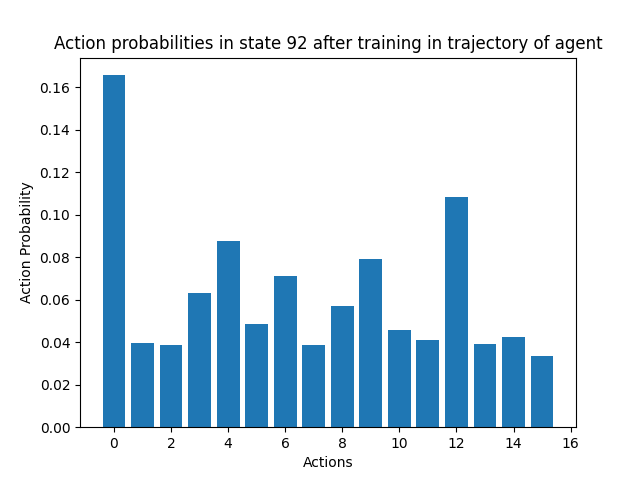 Action probabilities in state 92 after training in trajectory of agent
0.16
0.14
0.12
0.10
0.08
0.06
0.04
0.02
0.00
Action Probability
0 2 4 6 8 10 12 14 16
Actions